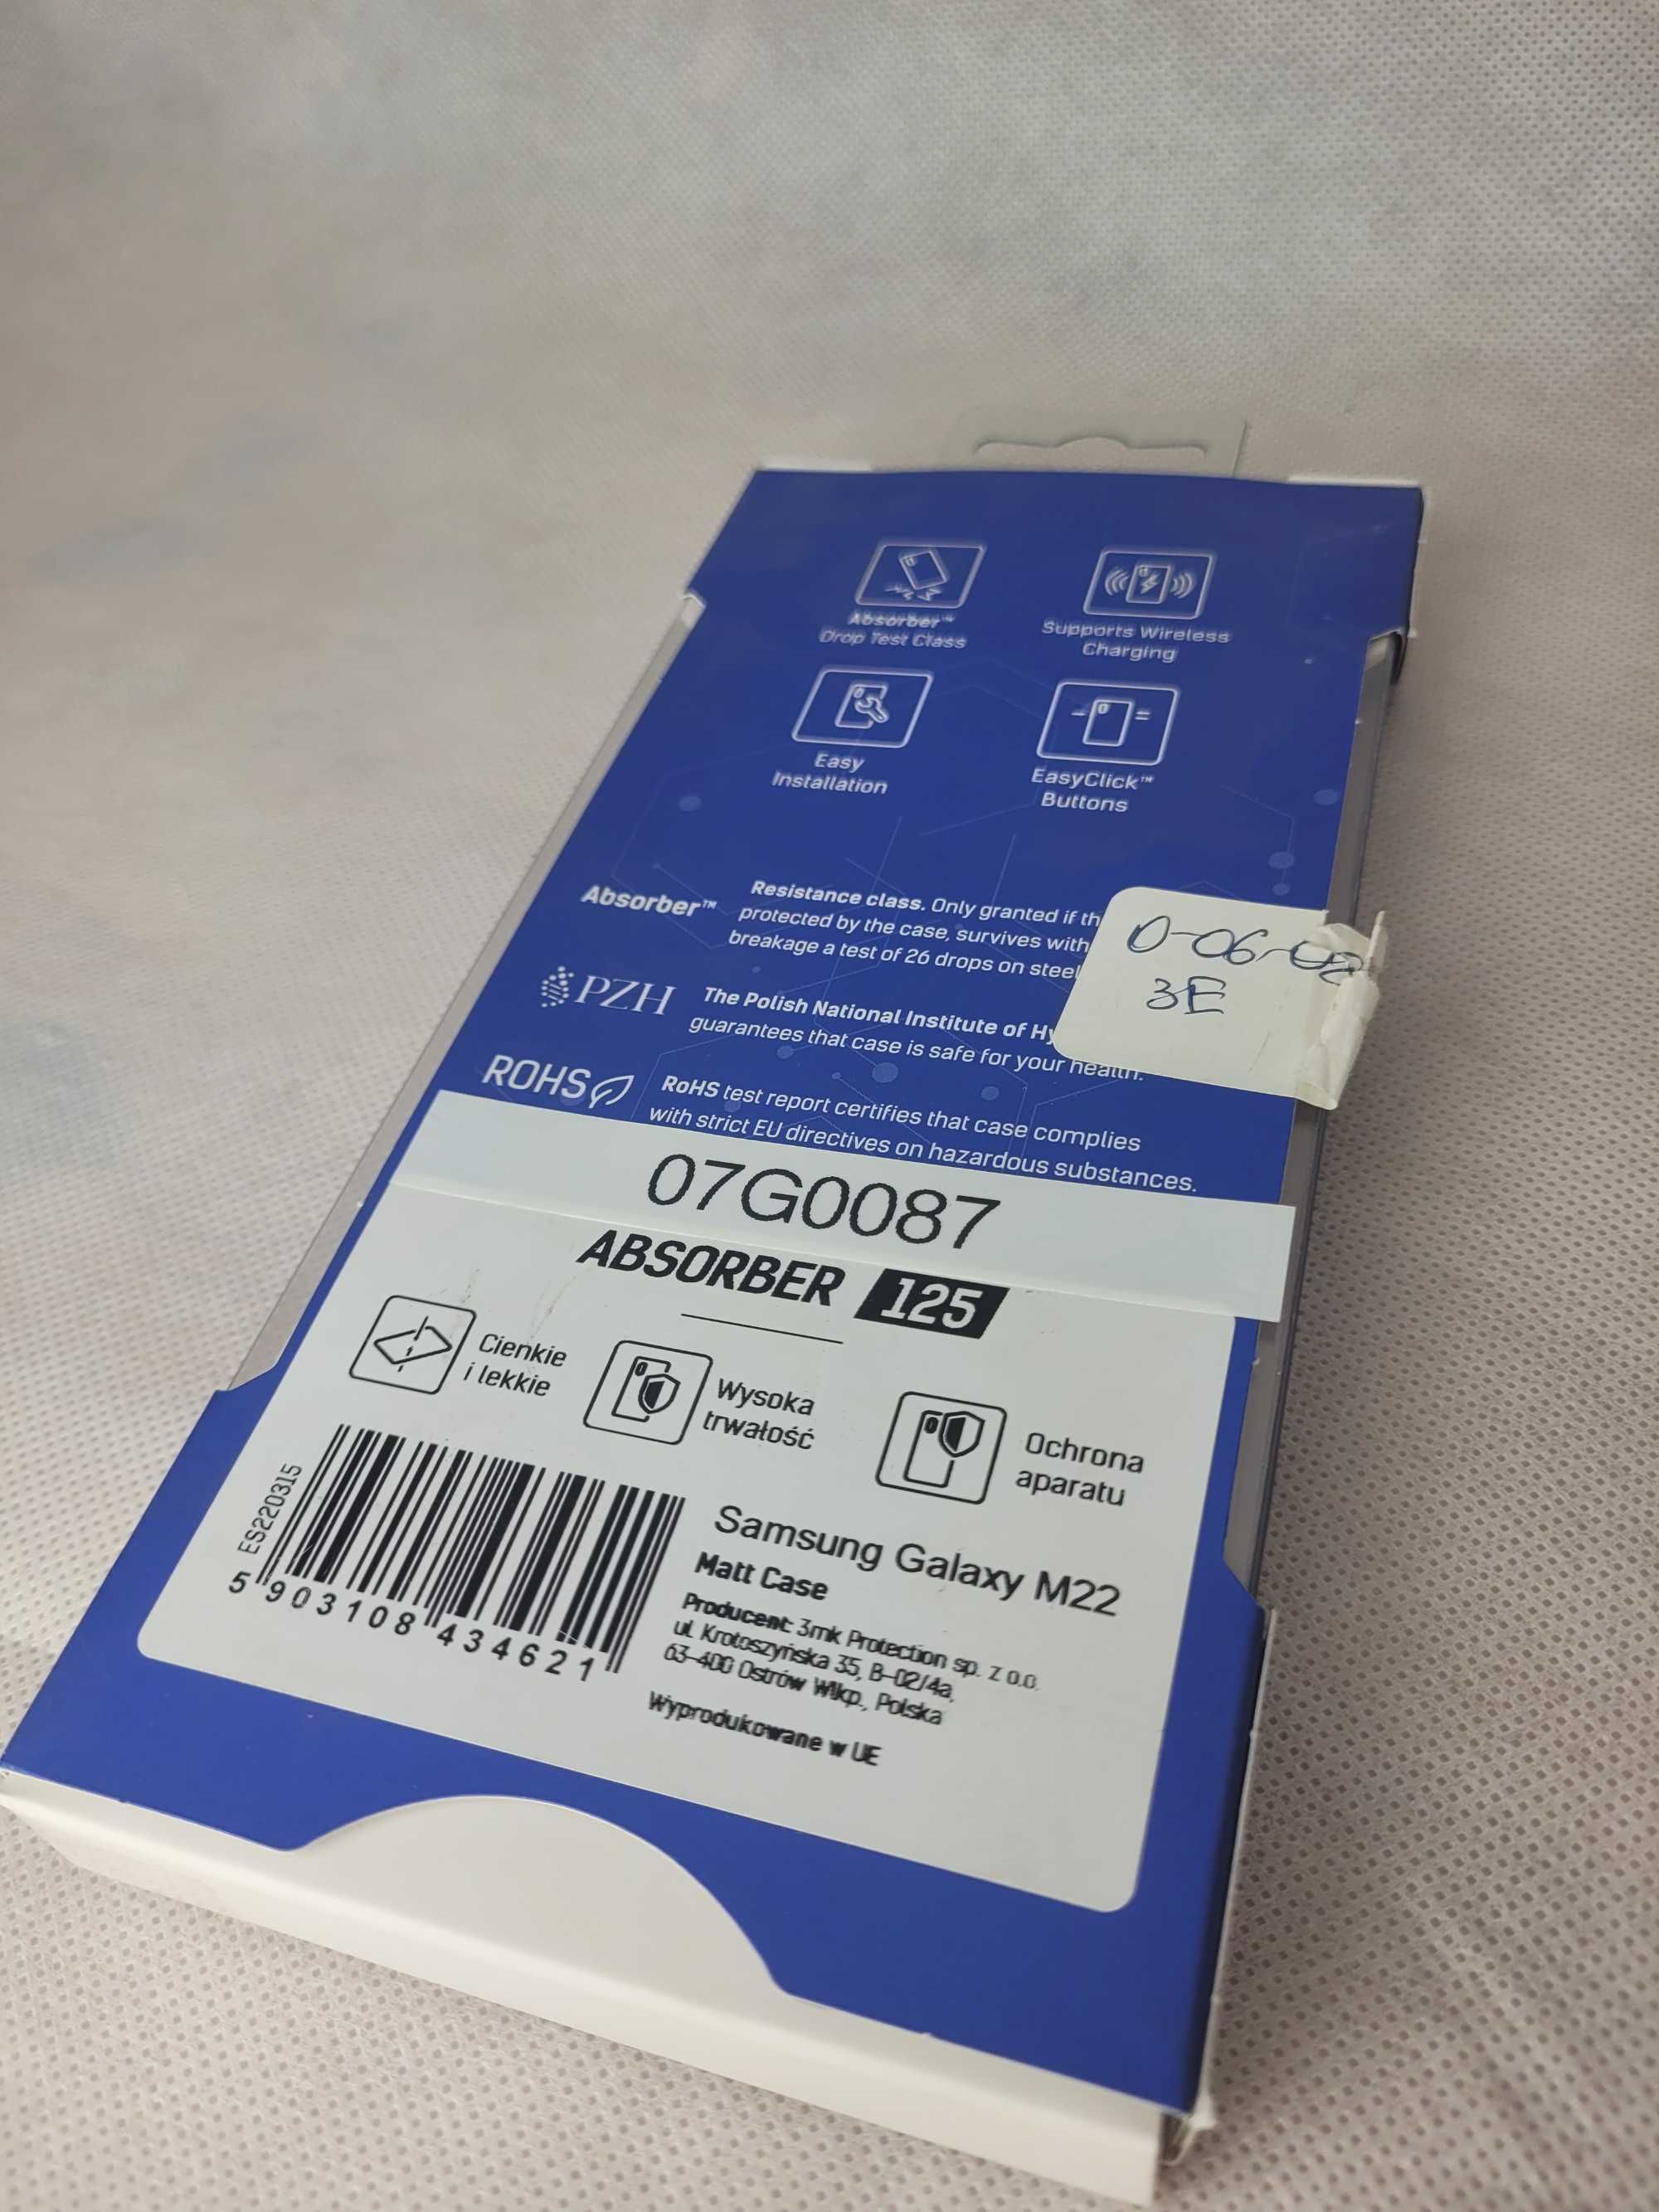 Absorber™
Drop Test Class
Supports Wireless
Charging
Easy
Installation
EasyClick™
Buttons
Absorber™
Resistance class. Only granted if th
protected by the case, survives with
breakage a test of 26 drops on steel
PZH
The Polish National Institute of Hy
guarantees that case is safe for your health.
0-06-
3E
ROHS
RoHS test report certifies that case complies
with strict EU directives on hazardous substances.
07G0087
ABSORBER 125
Cienkie
i lekkie
Wysoka
trwałość
Ochrona
aparatu
ES220315
5 903108 434621
Samsung Galaxy M22
Matt Case
Producent: 3mk Protection sp. z o.o.
ul. Krotoszyńska 35, B-02/4a,
63-400 Ostrów Wlkp., Polska
Wyprodukowane w UE